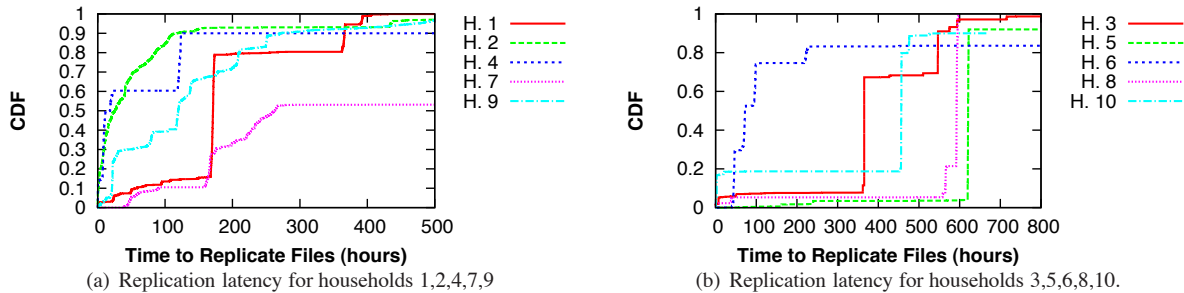 CDF
1
0.9
0.8
0.7
0.6
0.5
0.4
0.3
0.2
0.1
0
0 100 200 300 400 500
Time to Replicate Files (hours)
H. 1
H. 2
H. 4
H. 7
H. 9
(a) Replication latency for households 1,2,4,7,9
CDF
1
0.8
0.6
0.4
0.2
0
0 100 200 300 400 500 600 700 800
Time to Replicate Files (hours)
H. 3
H. 5
H. 6
H. 8
H. 10
(b) Replication latency for households 3,5,6,8,10.